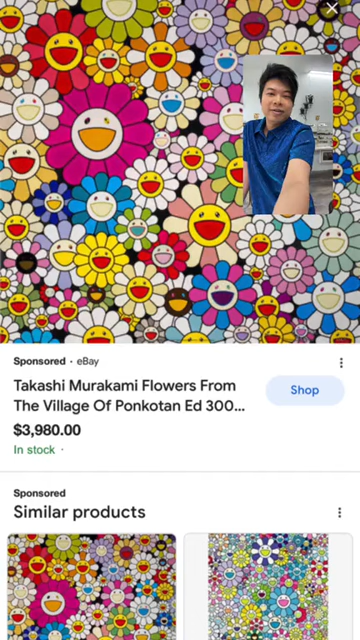 Sponsored · eBay
Takashi Murakami Flowers From
The Village Of Ponkotan Ed 300...
Shop
$3,980.00
In stock ·
Sponsored
Similar products